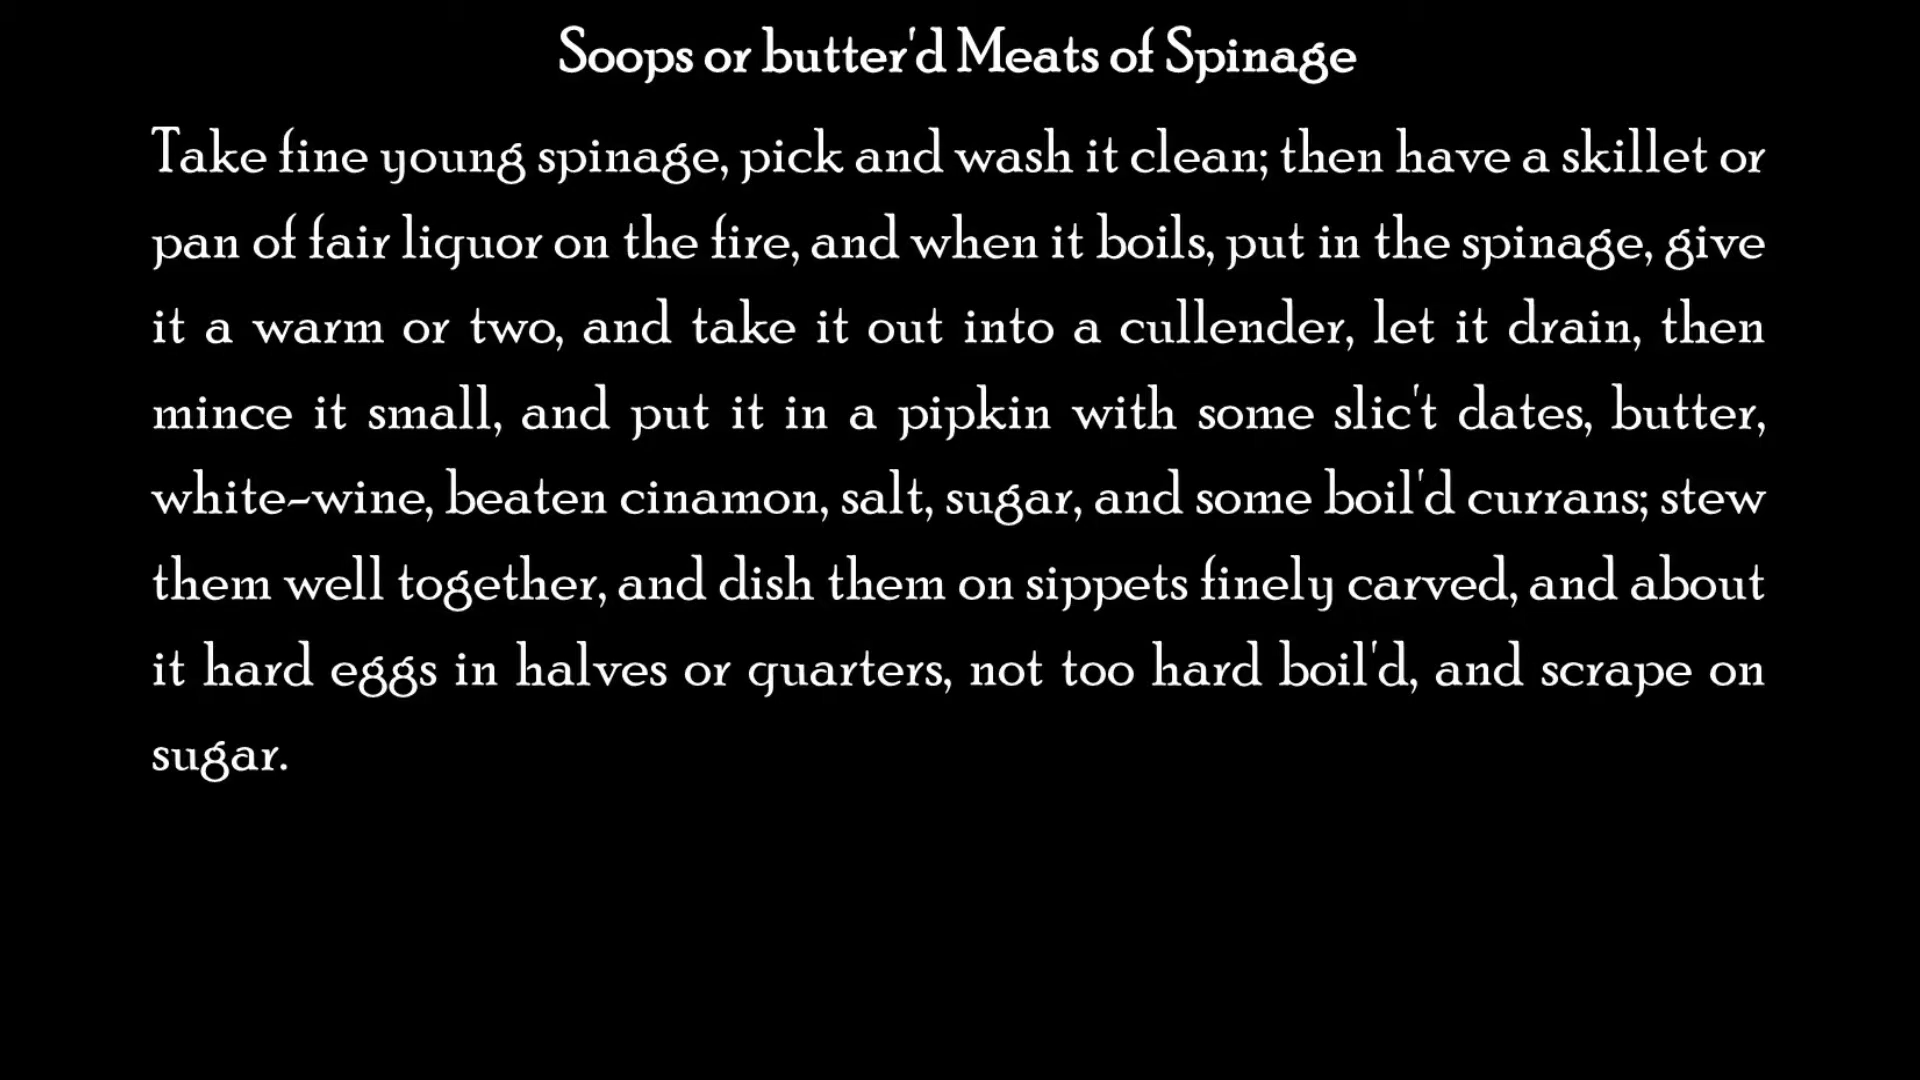 Soops or butter'd Meats of Spinage
Take fine young spinage, pick and wash it clean; then have a skillet or
pan of fair liquor on the fire, and when it boils, put in the spinage, give
it a warm or two, and take it out into a cullender, let it drain, then
mince it small, and put it in a pipkin with some slic't dates, butter,
white-wine, beaten cinamon, salt, sugar, and some boil'd currans; stew
them well together, and dish them on sippets finely carved, and about
it hard eggs in halves or quarters, not too hard boil'd, and scrape on
sugar.